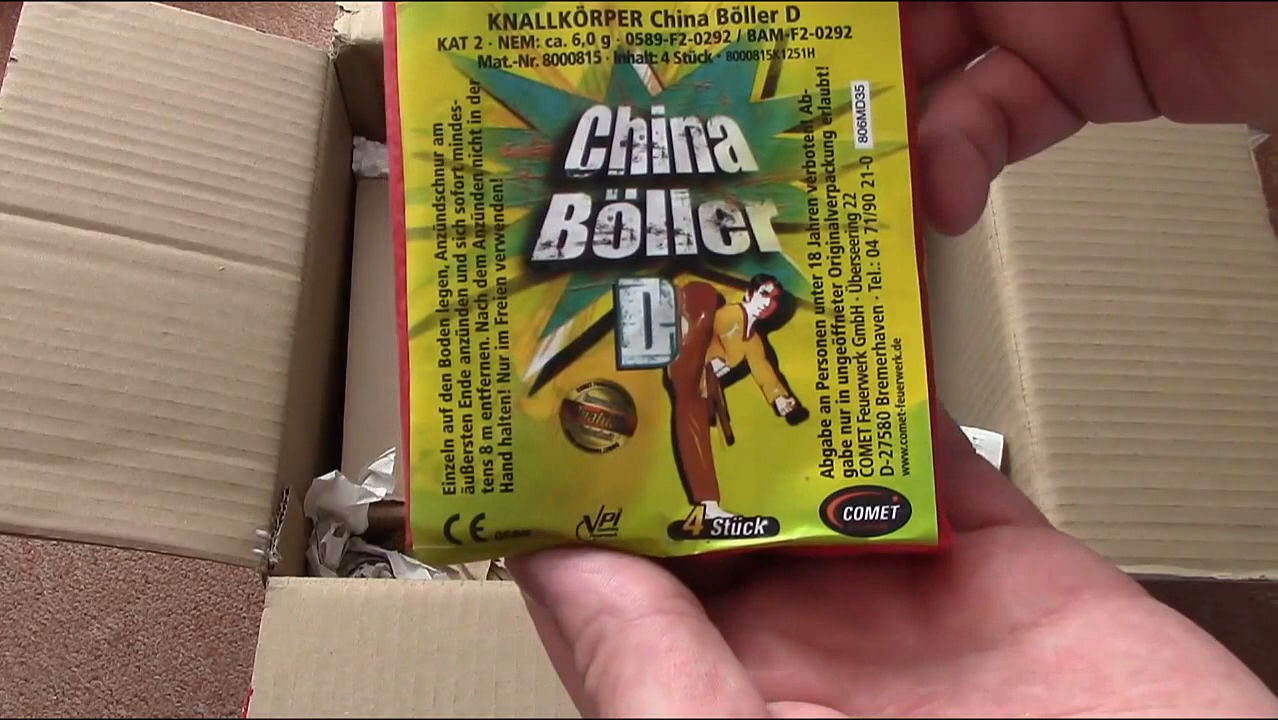 KNALLKÖRPER China Böller D
KAT 2 · NEM: ca. 6,0 g · 0589-F2-0292 / BAM-F2-0292
Mat.-Nr. 8000815 · Inhalt: 4 Stück · 8000815K1251H
China
Böller
D
Einzeln auf den Boden legen, Anzündschnur am
äußersten Ende anzünden und sich sofort mindes-
tens 8 m entfernen. Nach dem Anzünden nicht in der
Hand halten! Nur im Freien verwenden!
Abgabe an Personen unter 18 Jahren verboten! Ab-
gabe nur in ungeöffneter Originalverpackung erlaubt!
COMET Feuerwerk GmbH · Überseering 22
D-27580 Bremerhaven · Tel.: 04 71/90 21-0
www.comet-feuerwerk.de
806MD35
CE
VPI
4 Stück
COMET